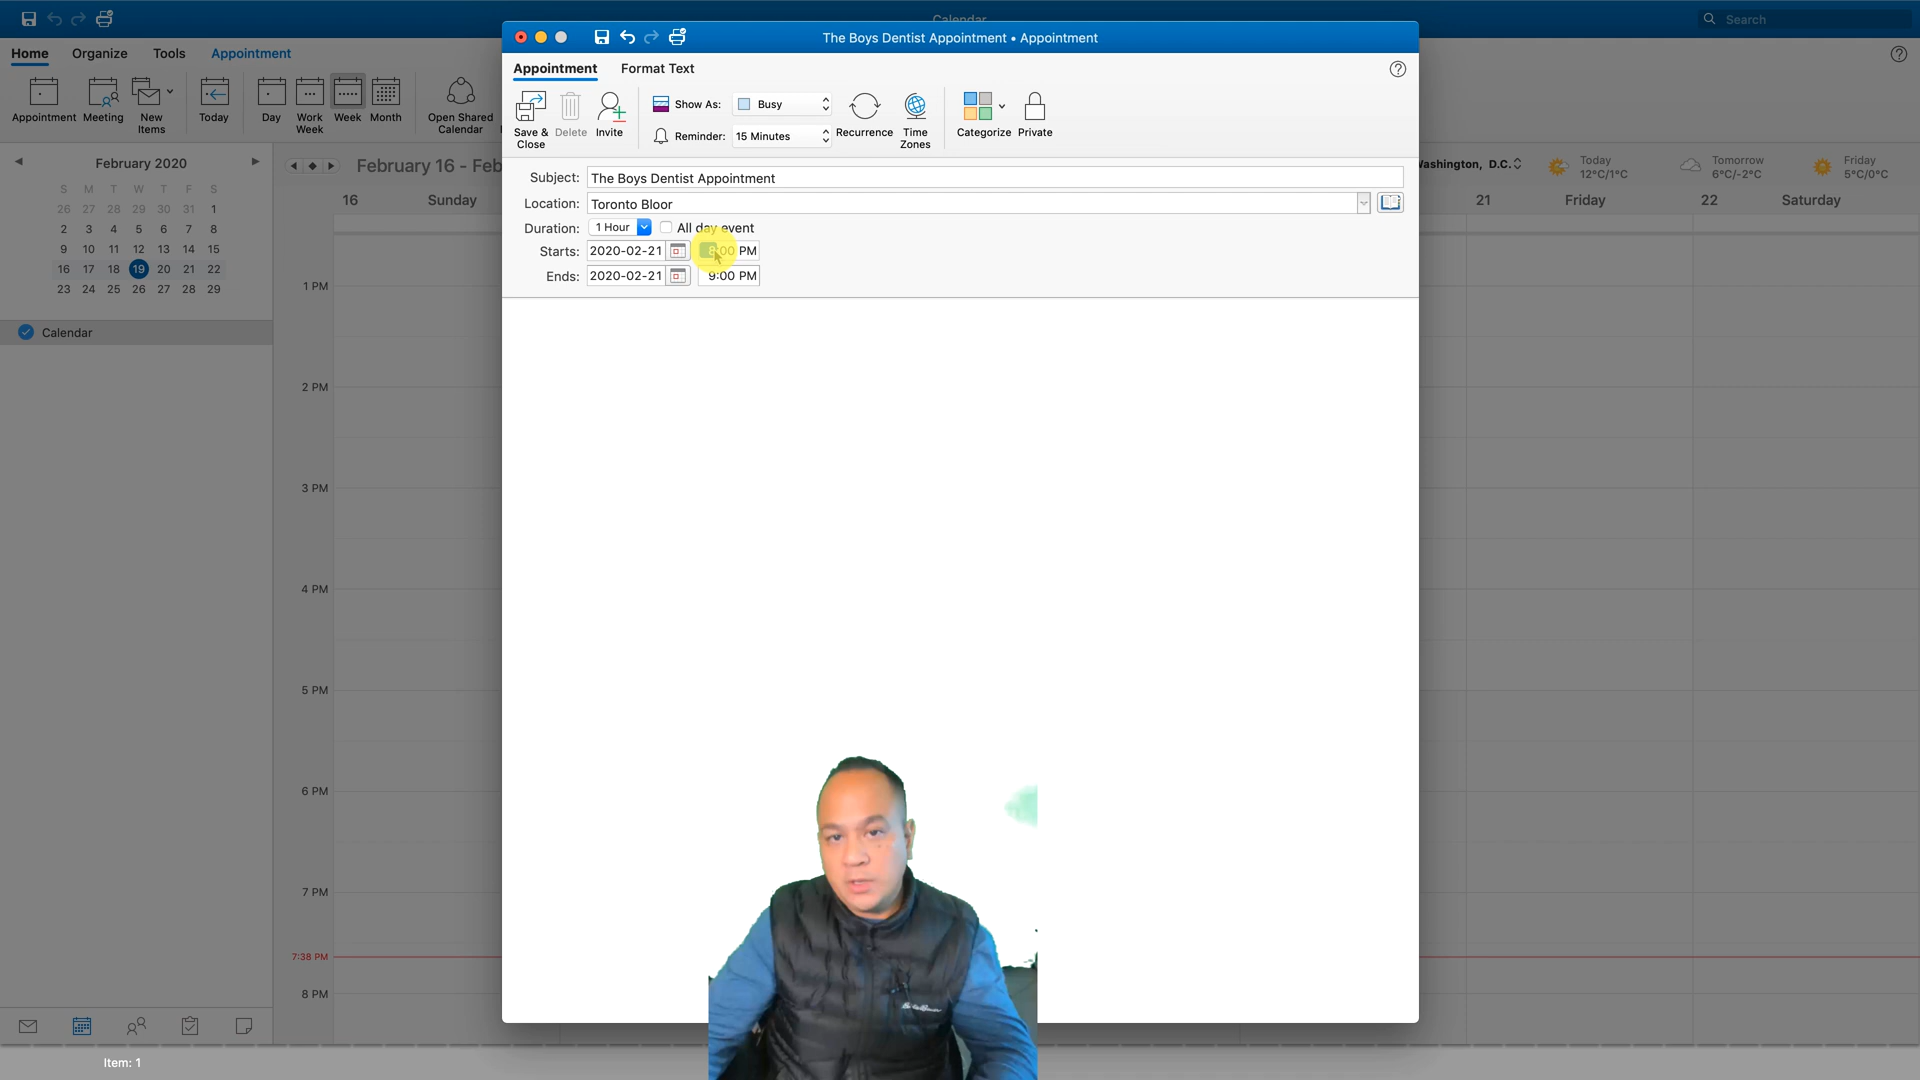 Calendar
Search
The Boys Dentist Appointment • Appointment
Home Organize Tools Appointment
Appointment Format Text
Appointment Meeting New Items Today Day Work Week Week Month Open Shared Calendar
Save & Close Delete Invite Show As: Busy Reminder: 15 Minutes Recurrence Time Zones Categorize Private
February 2020
S M T W T F S
26 27 28 29 30 31 1
2 3 4 5 6 7 8
9 10 11 12 13 14 15
16 17 18 19 20 21 22
23 24 25 26 27 28 29
Calendar
February 16 - Feb
Washington, D.C. Today 12°C/1°C Tomorrow 6°C/-2°C Friday 5°C/0°C
16 Sunday 21 Friday 22 Saturday
Subject: The Boys Dentist Appointment
Location: Toronto Bloor
Duration: 1 Hour All day event
Starts: 2020-02-21 8:00 PM
Ends: 2020-02-21 9:00 PM
1 PM
2 PM
3 PM
4 PM
5 PM
6 PM
7 PM
7:38 PM
8 PM
Item: 1